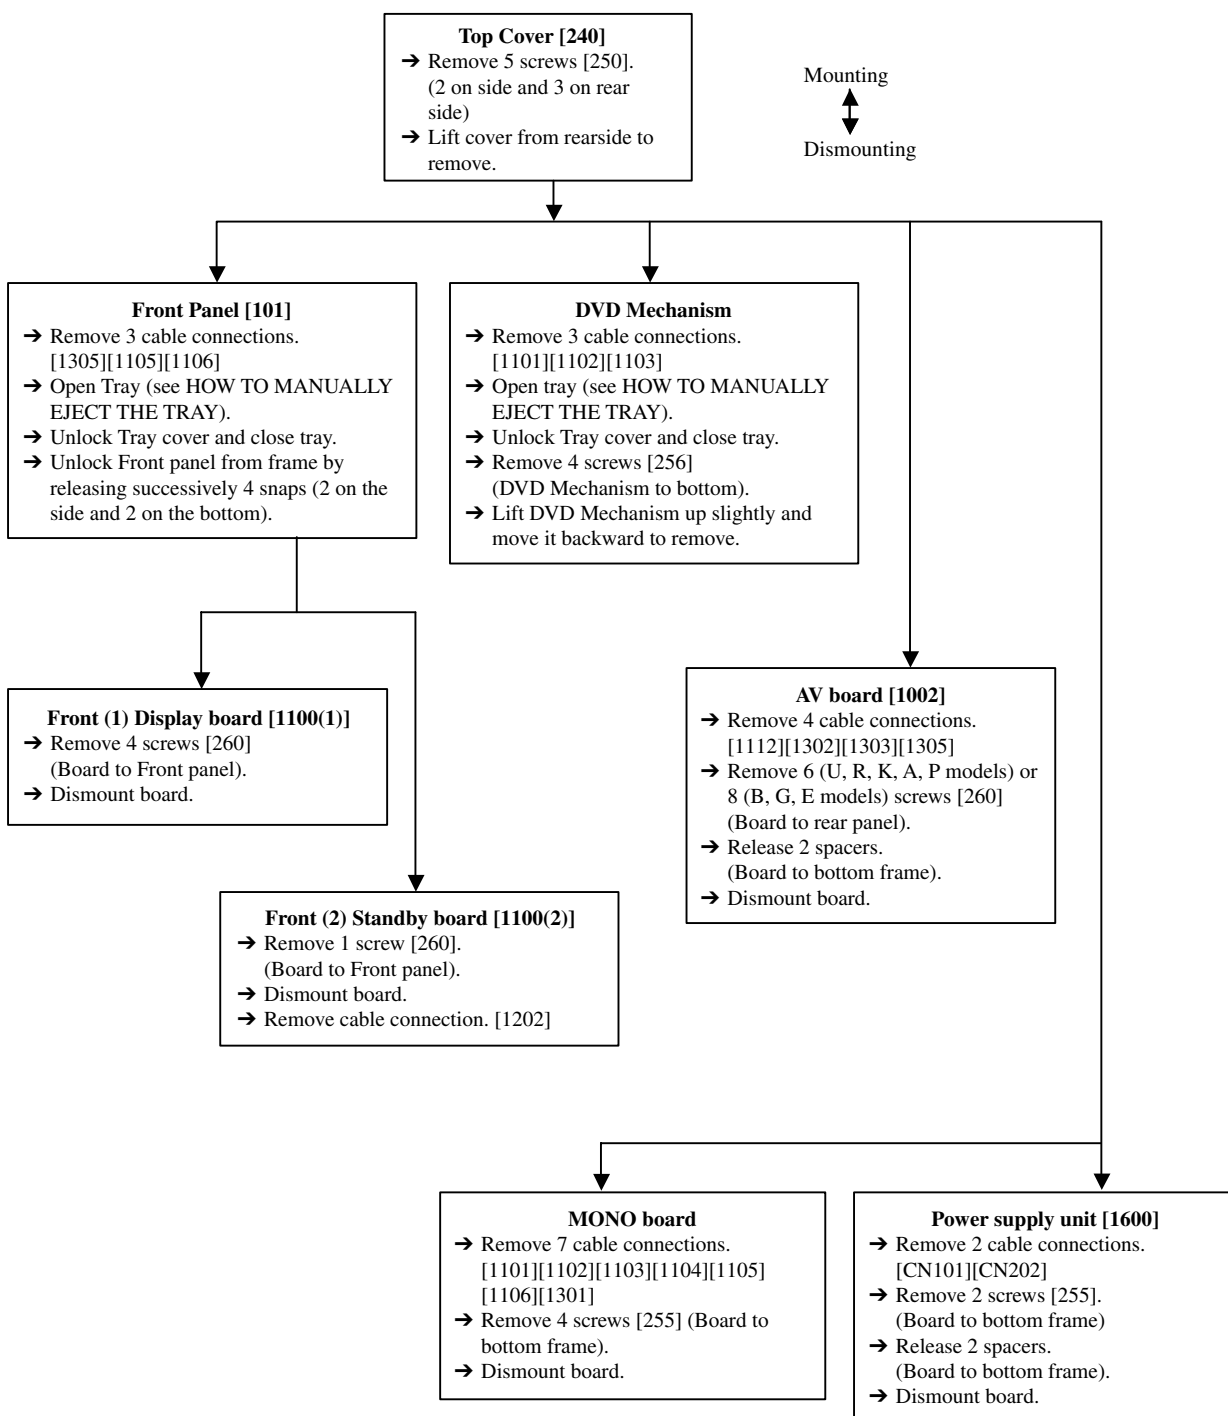 Top Cover [240]
➔ Remove 5 screws [250].
(2 on side and 3 on rear
side)
➔ Lift cover from rearside to
remove.
Mounting
Dismounting
Front Panel [101]
➔ Remove 3 cable connections.
[1305][1105][1106]
➔ Open Tray (see HOW TO MANUALLY
EJECT THE TRAY).
➔ Unlock Tray cover and close tray.
➔ Unlock Front panel from frame by
releasing successively 4 snaps (2 on the
side and 2 on the bottom).
DVD Mechanism
➔ Remove 3 cable connections.
[1101][1102][1103]
➔ Open tray (see HOW TO MANUALLY
EJECT THE TRAY).
➔ Unlock Tray cover and close tray.
➔ Remove 4 screws [256]
(DVD Mechanism to bottom).
➔ Lift DVD Mechanism up slightly and
move it backward to remove.
Front (1) Display board [1100(1)]
➔ Remove 4 screws [260]
(Board to Front panel).
➔ Dismount board.
AV board [1002]
➔ Remove 4 cable connections.
[1112][1302][1303][1305]
➔ Remove 6 (U, R, K, A, P models) or
8 (B, G, E models) screws [260]
(Board to rear panel).
➔ Release 2 spacers.
(Board to bottom frame).
➔ Dismount board.
Front (2) Standby board [1100(2)]
➔ Remove 1 screw [260].
(Board to Front panel).
➔ Dismount board.
➔ Remove cable connection. [1202]
MONO board
➔ Remove 7 cable connections.
[1101][1102][1103][1104][1105]
[1106][1301]
➔ Remove 4 screws [255] (Board to
bottom frame).
➔ Dismount board.
Power supply unit [1600]
➔ Remove 2 cable connections.
[CN101][CN202]
➔ Remove 2 screws [255].
(Board to bottom frame)
➔ Release 2 spacers.
(Board to bottom frame).
➔ Dismount board.